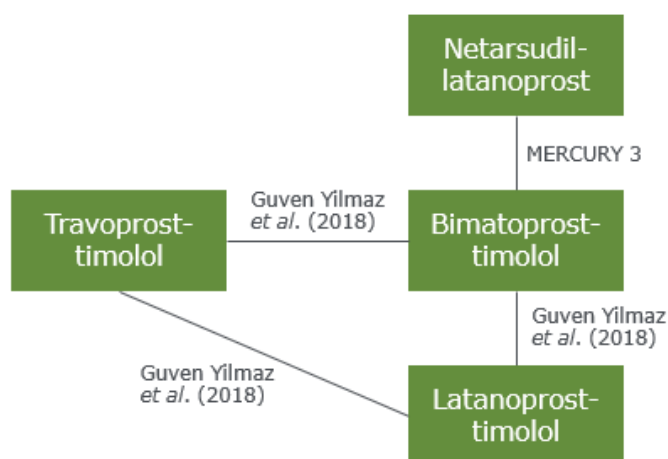 Netarsudil-
latanoprost
MERCURY 3
Guven Yilmaz
et al. (2018)
Travoprost-
timolol
Bimatoprost-
timolol
Guven Yilmaz
et al. (2018)
Guven Yilmaz
et al. (2018)
Latanoprost-
timolol